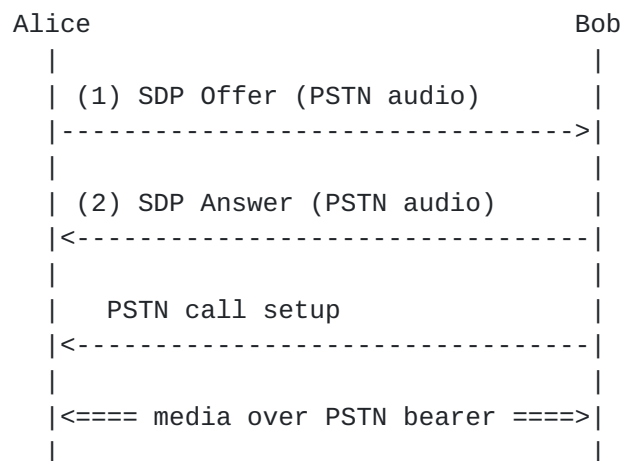 Alice Bob
| |
| (1) SDP Offer (PSTN audio) |
|--------------------------------->|
| |
| (2) SDP Answer (PSTN audio) |
|<---------------------------------|
| |
| PSTN call setup |
|<---------------------------------|
| |
|<==== media over PSTN bearer ====>|
| |